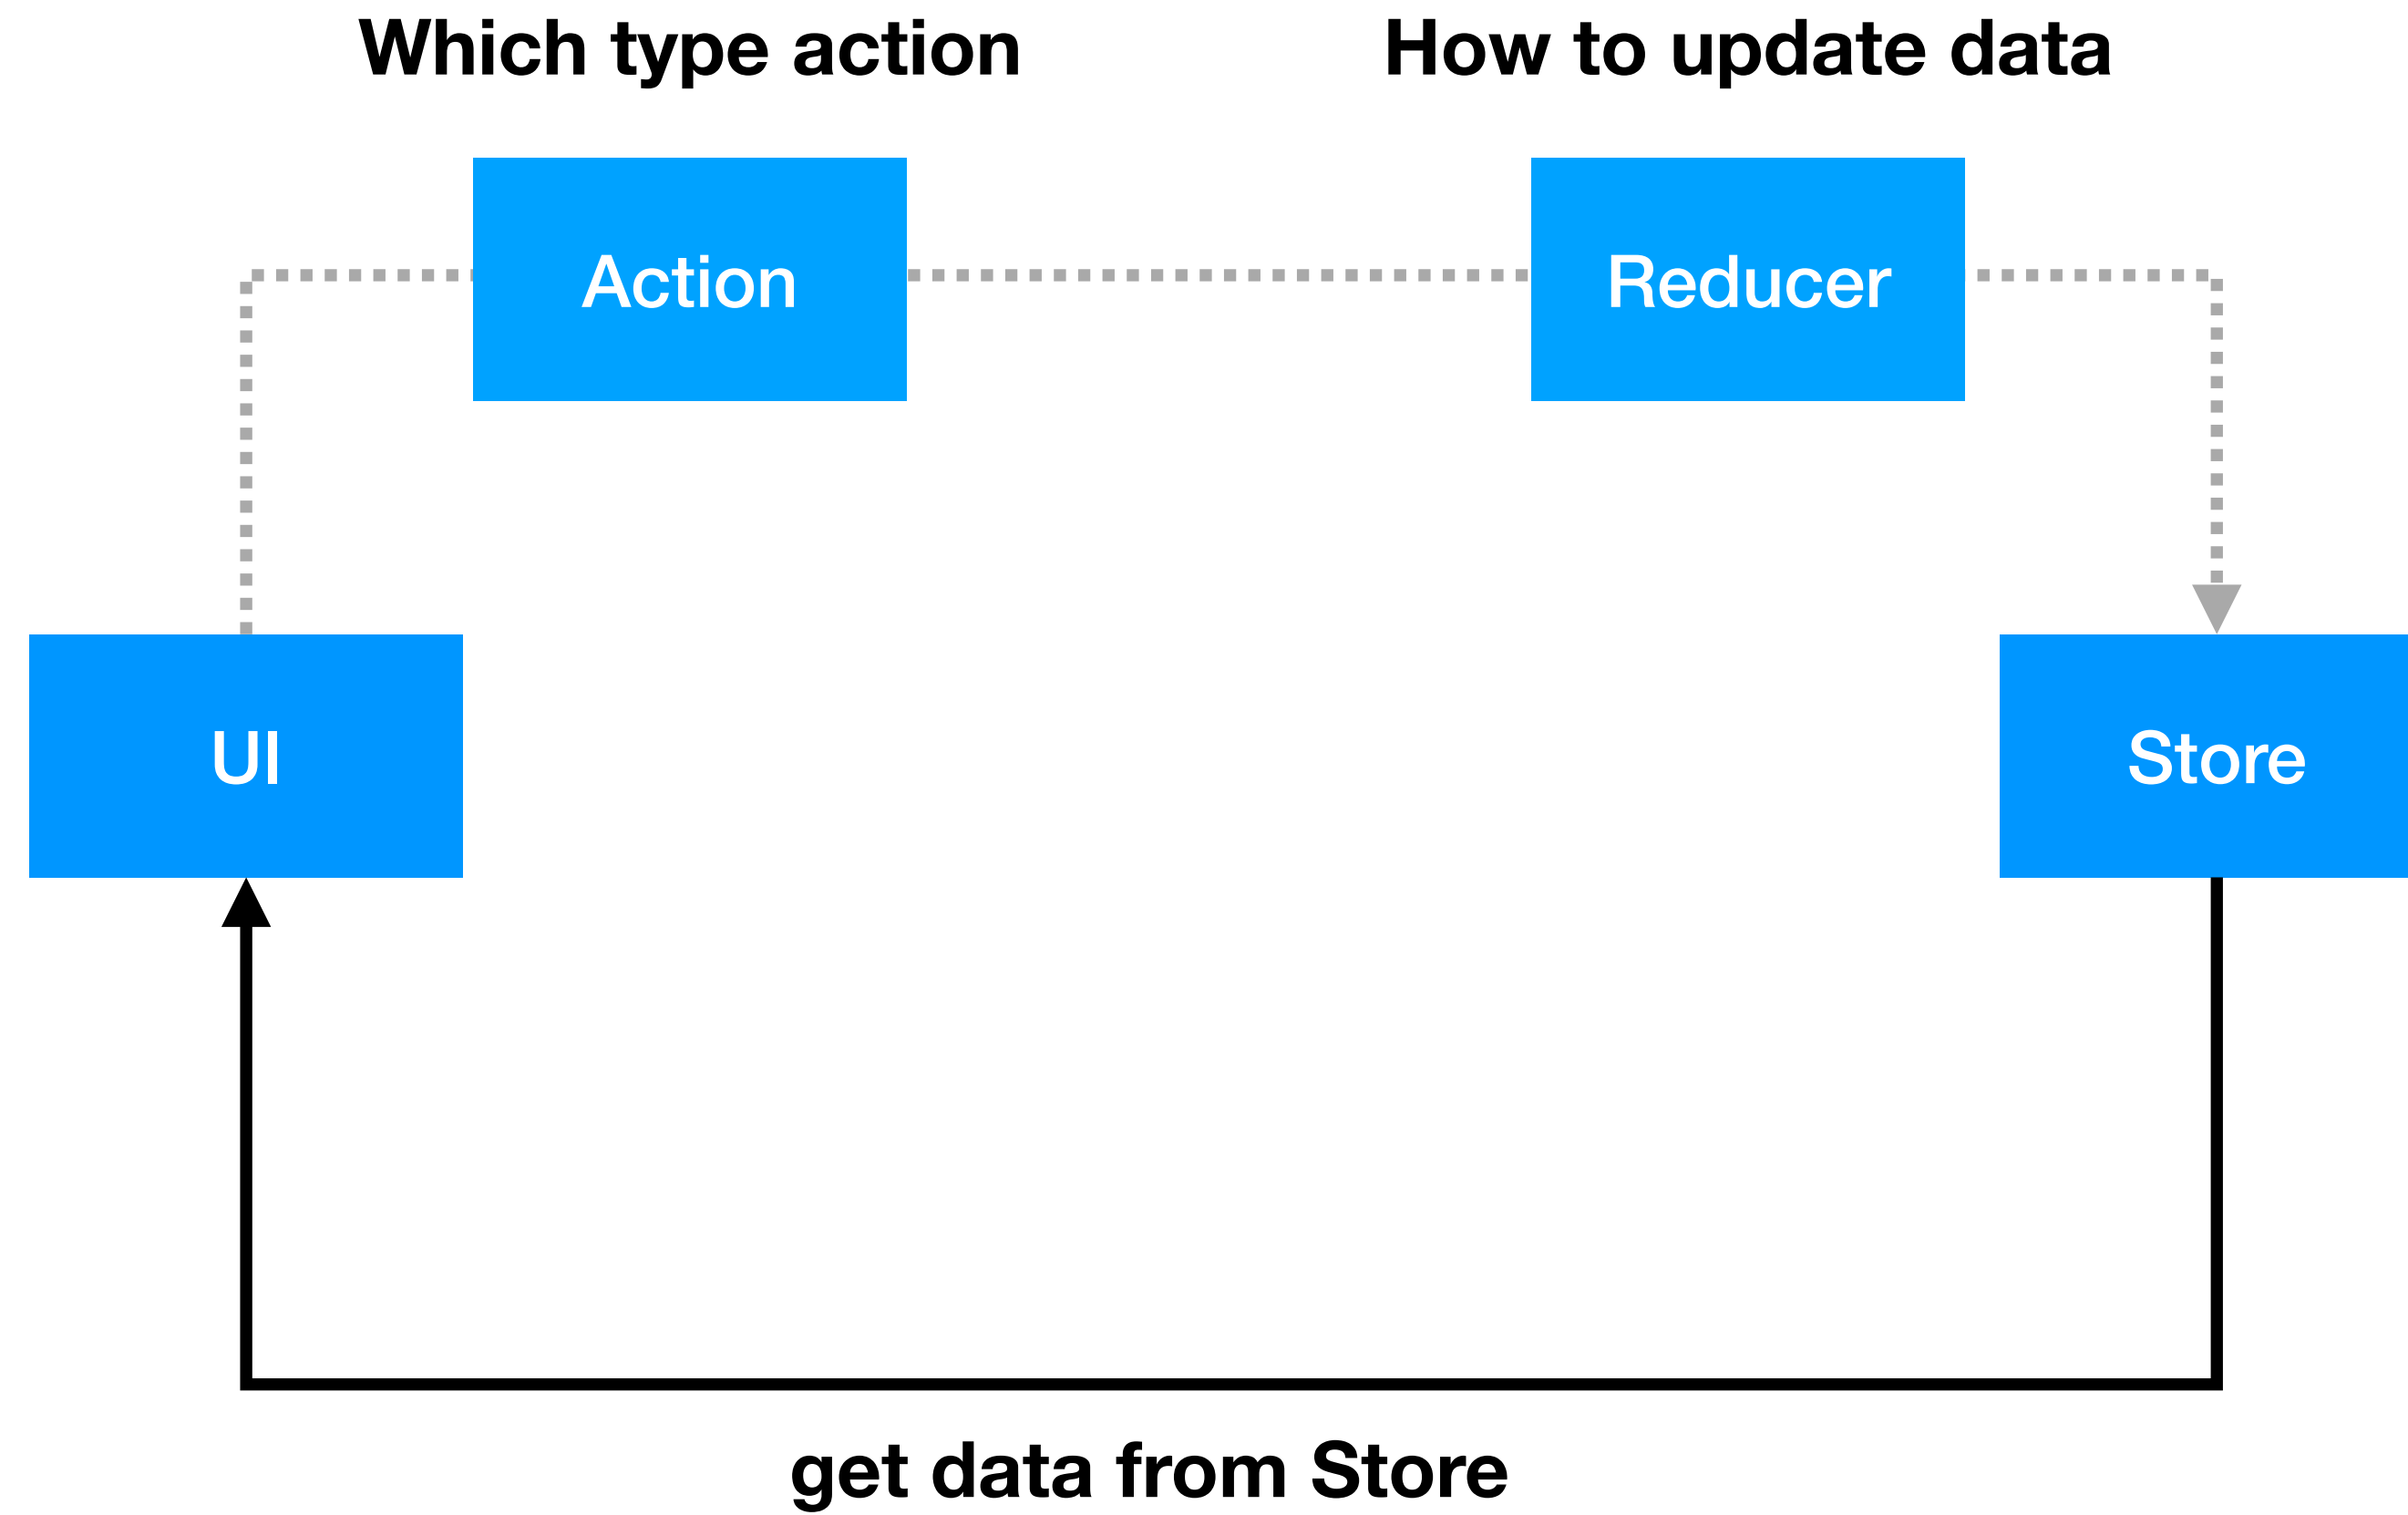 Which type action
How to update data
Action
Reducer
UI
Store
get data from Store